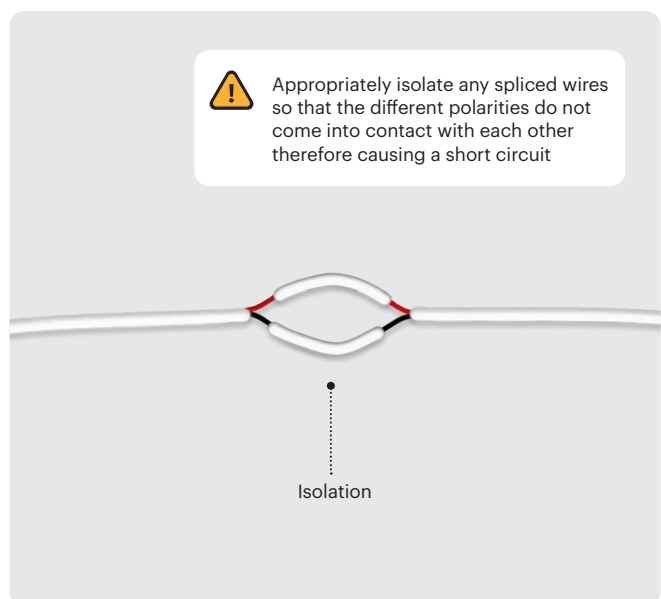 Appropriately isolate any spliced wires
so that the different polarities do not
come into contact with each other
therefore causing a short circuit
Isolation